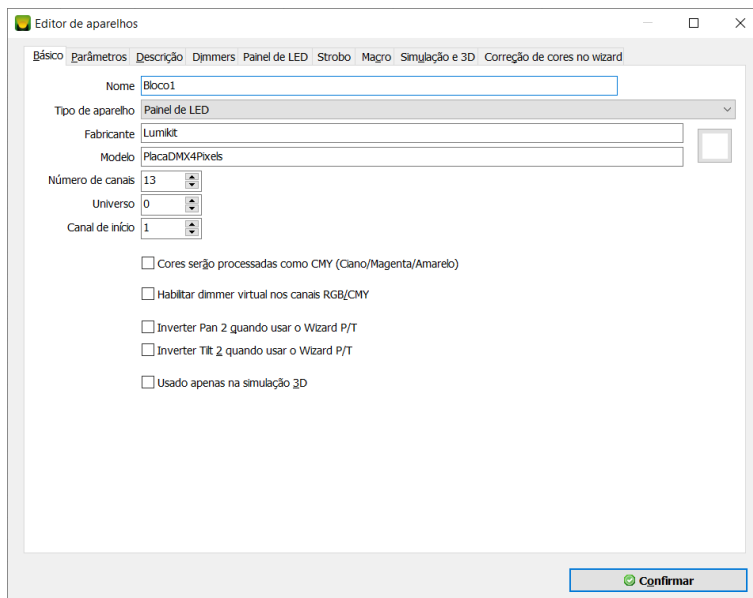 Editor de aparelhos
Básico Parâmetros Descrição Dimmers Painel de LED Strobo Macro Simulação e 3D Correção de cores no wizard
Nome Bloco1
Tipo de aparelho Painel de LED
Fabricante Lumikit
Modelo PlacaDMX4Pixels
Número de canais 13
Universo 0
Canal de início 1
Cores serão processadas como CMY (Ciano/Magenta/Amarelo)
Habilitar dimmer virtual nos canais RGB/CMY
Inverter Pan 2 quando usar o Wizard P/T
Inverter Tilt 2 quando usar o Wizard P/T
Usado apenas na simulação 3D
Confirmar